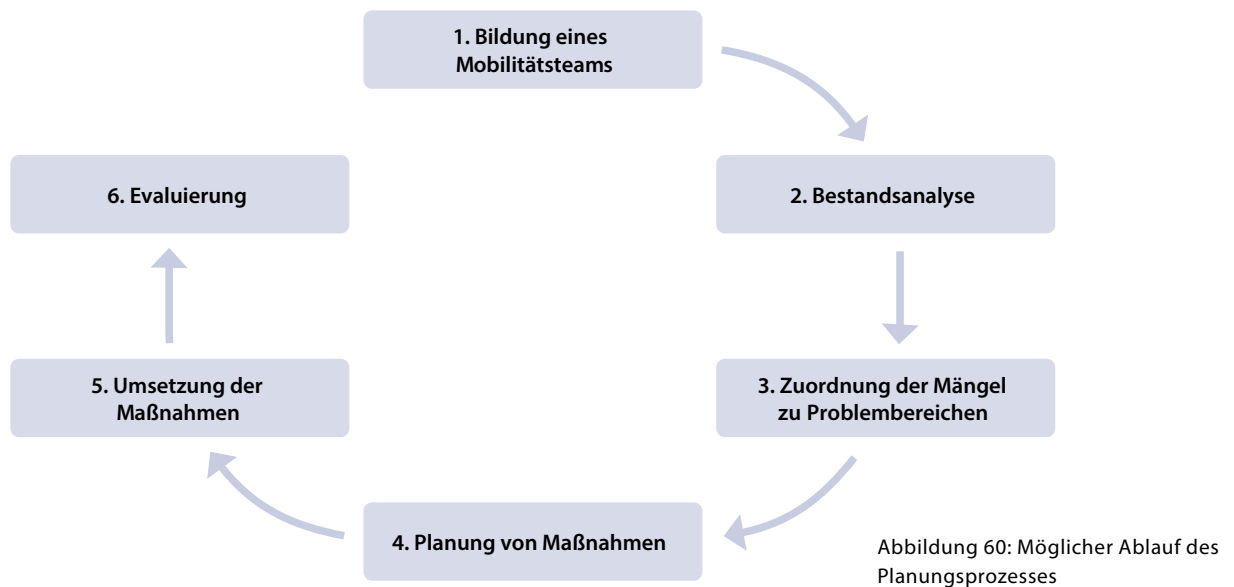 1. Bildung eines
Mobilitätsteams
2. Bestandsanalyse
3. Zuordnung der Mängel
zu Problembereichen
4. Planung von Maßnahmen
5. Umsetzung der
Maßnahmen
6. Evaluierung
Abbildung 60: Möglicher Ablauf des
Planungsprozesses